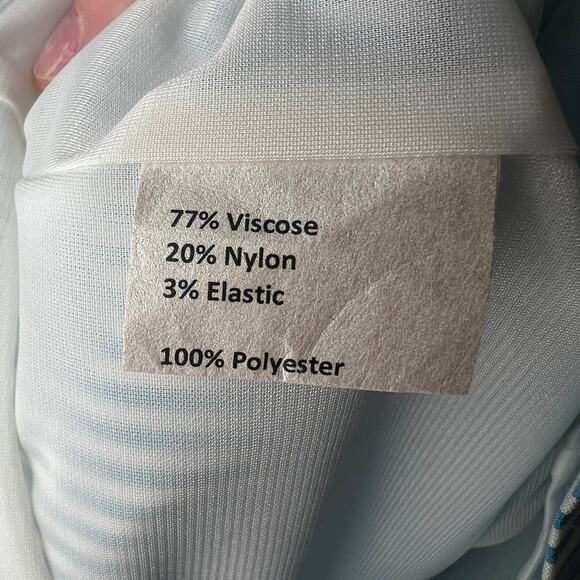 77% Viscose
20% Nylon
3% Elastic
100% Polyester